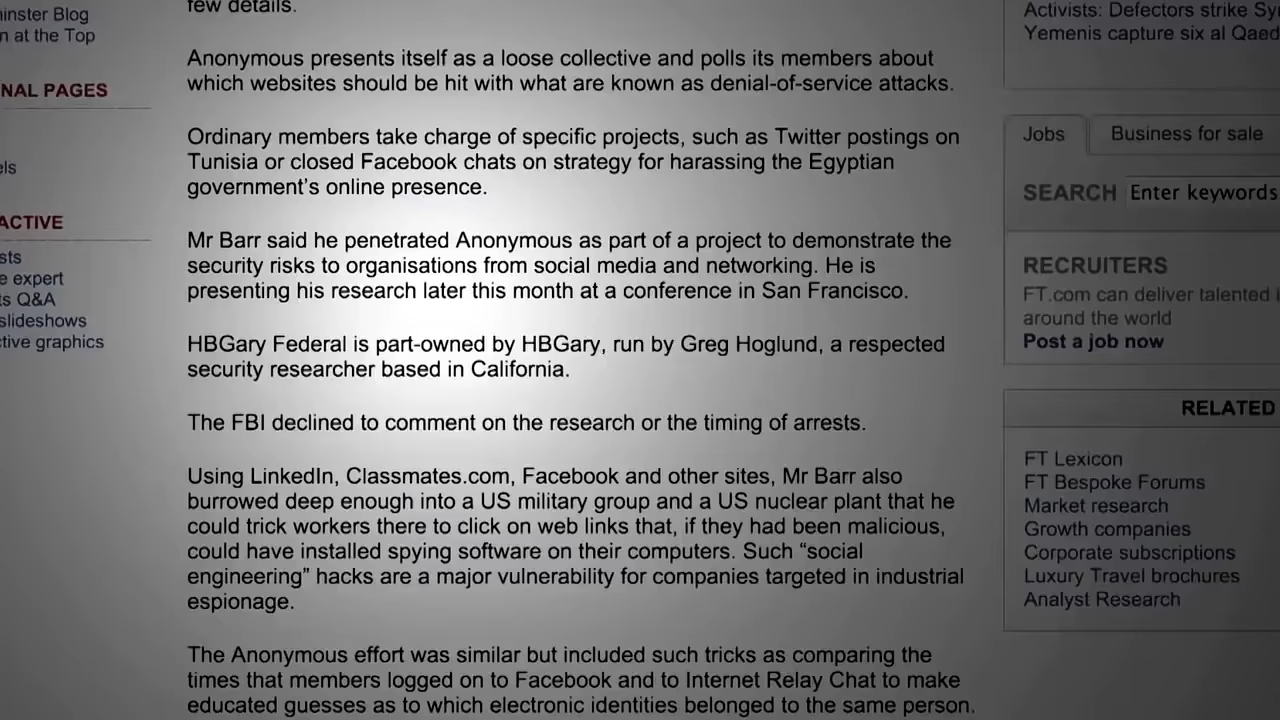 few details.
Anonymous presents itself as a loose collective and polls its members about
which websites should be hit with what are known as denial-of-service attacks.
Ordinary members take charge of specific projects, such as Twitter postings on
Tunisia or closed Facebook chats on strategy for harassing the Egyptian
government's online presence.
Mr Barr said he penetrated Anonymous as part of a project to demonstrate the
security risks to organisations from social media and networking. He is
presenting his research later this month at a conference in San Francisco.
HBGary Federal is part-owned by HBGary, run by Greg Hoglund, a respected
security researcher based in California.
The FBI declined to comment on the research or the timing of arrests.
Using LinkedIn, Classmates.com, Facebook and other sites, Mr Barr also
burrowed deep enough into a US military group and a US nuclear plant that he
could trick workers there to click on web links that, if they had been malicious,
could have installed spying software on their computers. Such “social
engineering” hacks are a major vulnerability for companies targeted in industrial
espionage.
The Anonymous effort was similar but included such tricks as comparing the
times that members logged on to Facebook and to Internet Relay Chat to make
educated guesses as to which electronic identities belonged to the same person.
inster Blog
n at the Top
NAL PAGES
els
ACTIVE
sts
e expert
ts Q&A
slideshows
ctive graphics
Activists: Defectors strike Sy
Yemenis capture six al Qaed
Jobs
Business for sale
SEARCH Enter keywords
RECRUITERS
FT.com can deliver talented
around the world
Post a job now
RELATED
FT Lexicon
FT Bespoke Forums
Market research
Growth companies
Corporate subscriptions
Luxury Travel brochures
Analyst Research